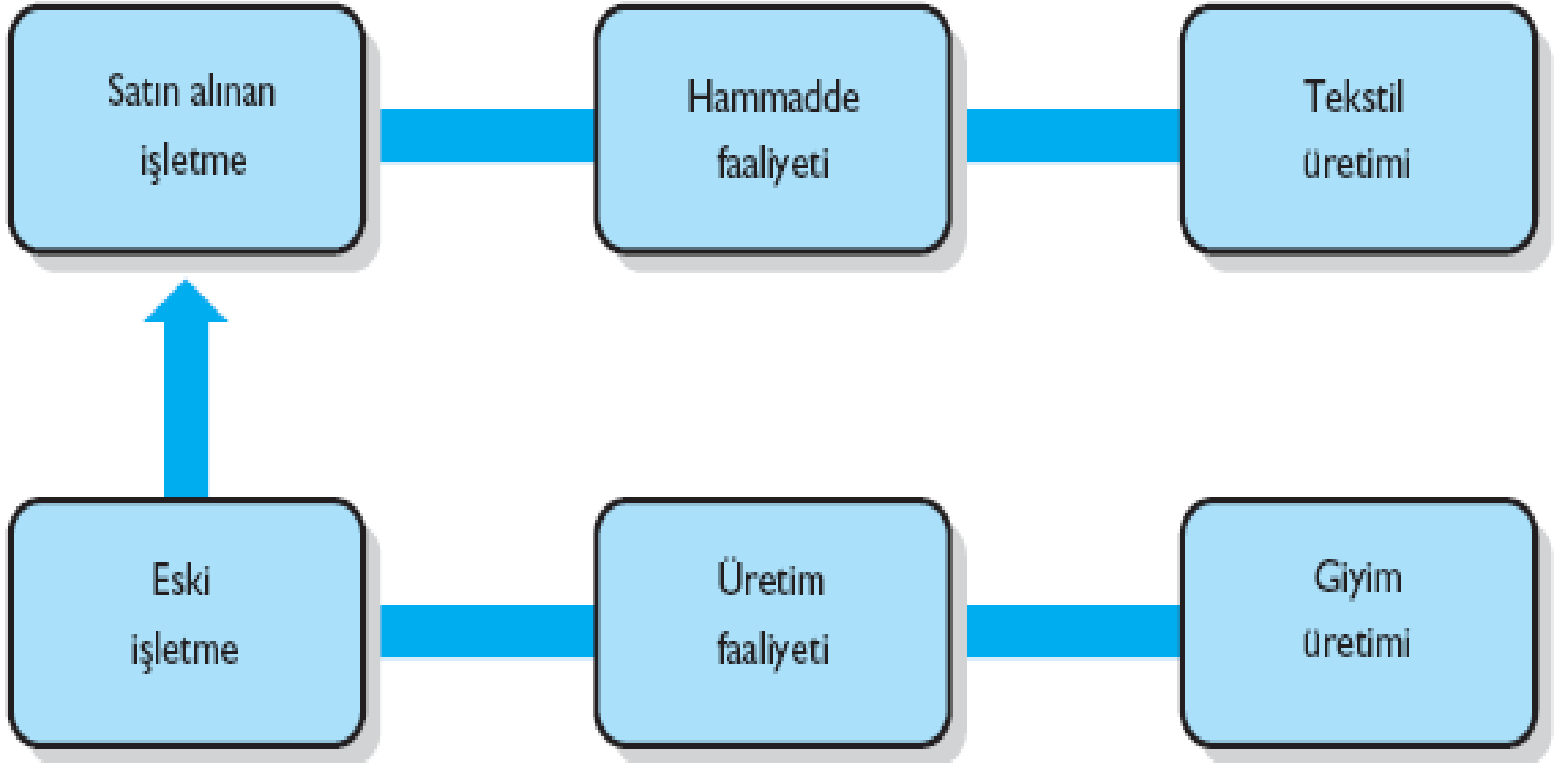 Satın alınan
işletme
Hammadde
faaliyeti
Tekstil
üretimi
Eski
işletme
Üretim
faaliyeti
Giyim
üretimi